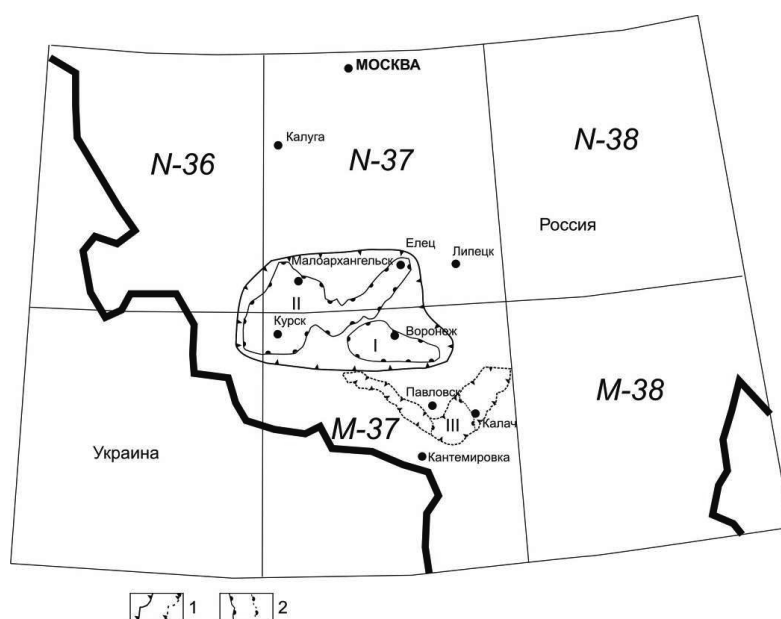 МОСКВА
Калуга
N-36
N-37
N-38
Россия
Елец
Малоархангельск
Липецк
II
Курск
Воронеж
I
Павловск
M-38
III
Калач
M-37
Украина
Кантемировка
1
2